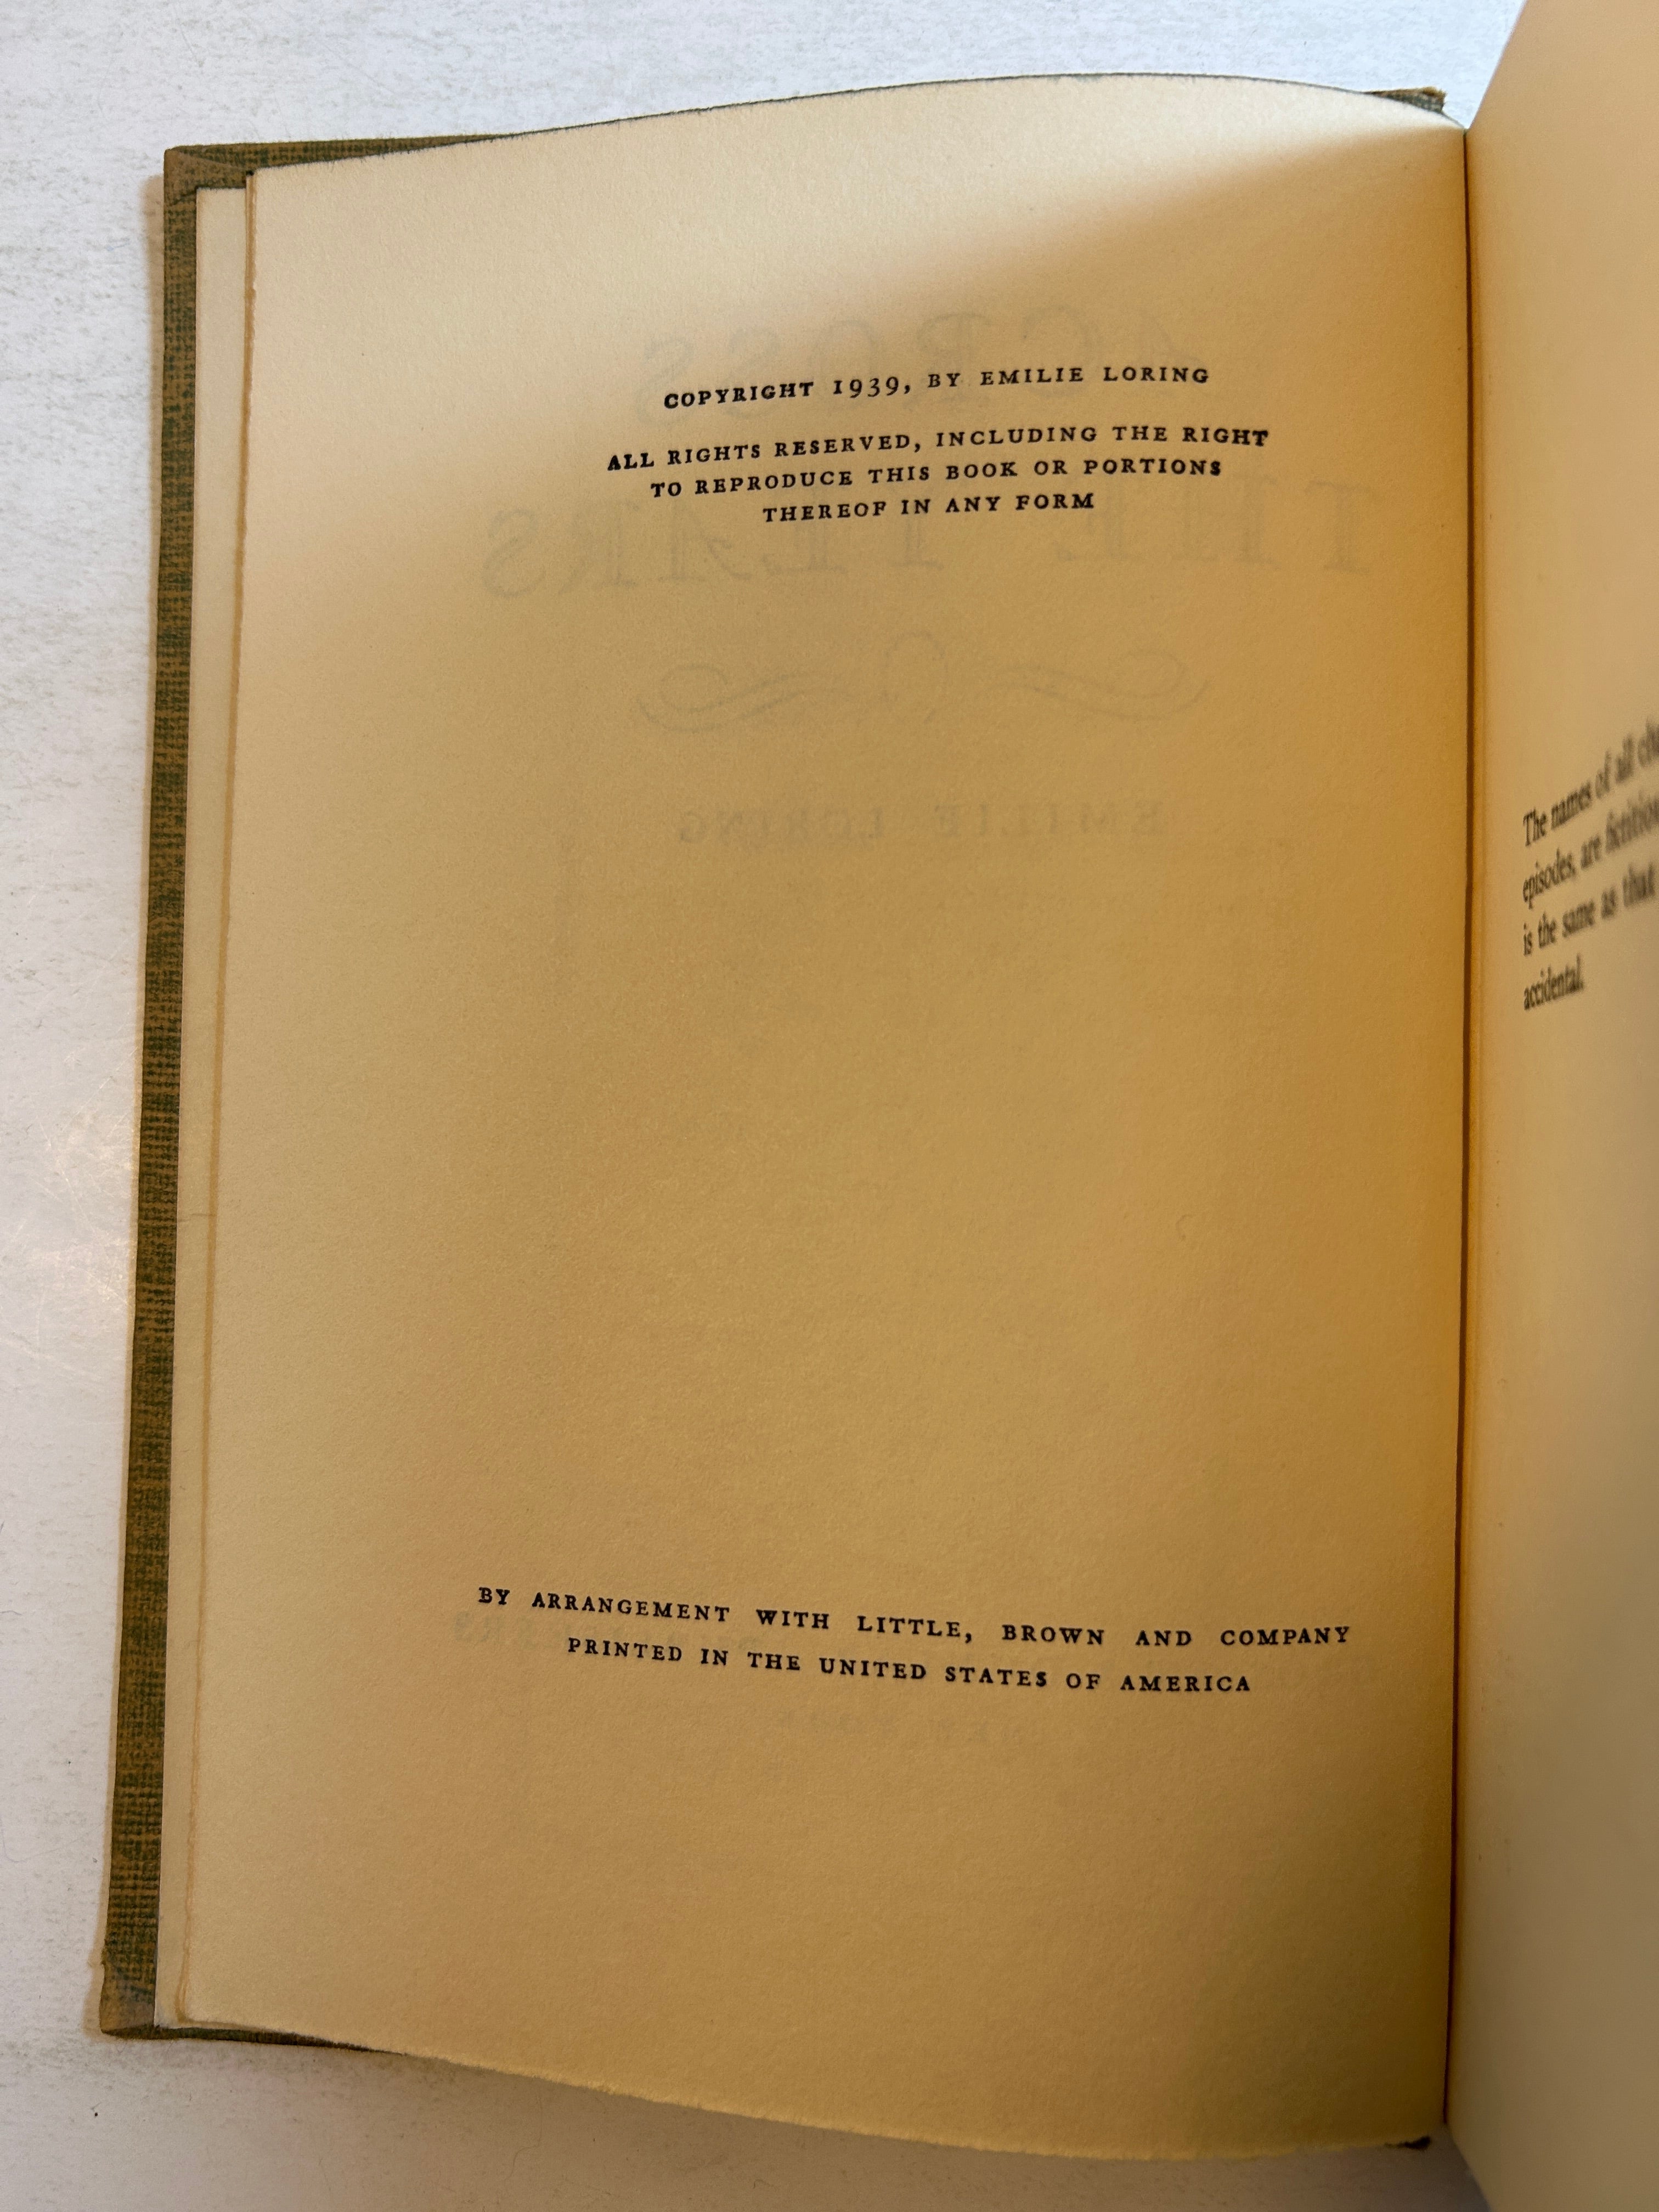 COPYRIGHT 1939, BY EMILIE LORING
ALL RIGHTS RESERVED, INCLUDING THE RIGHT
TO REPRODUCE THIS BOOK OR PORTIONS
THEREOF IN ANY FORM
BY ARRANGEMENT WITH LITTLE, BROWN AND COMPANY
PRINTED IN THE UNITED STATES OF AMERICA
The names of all
episodes, are
is the same as that
accidental.